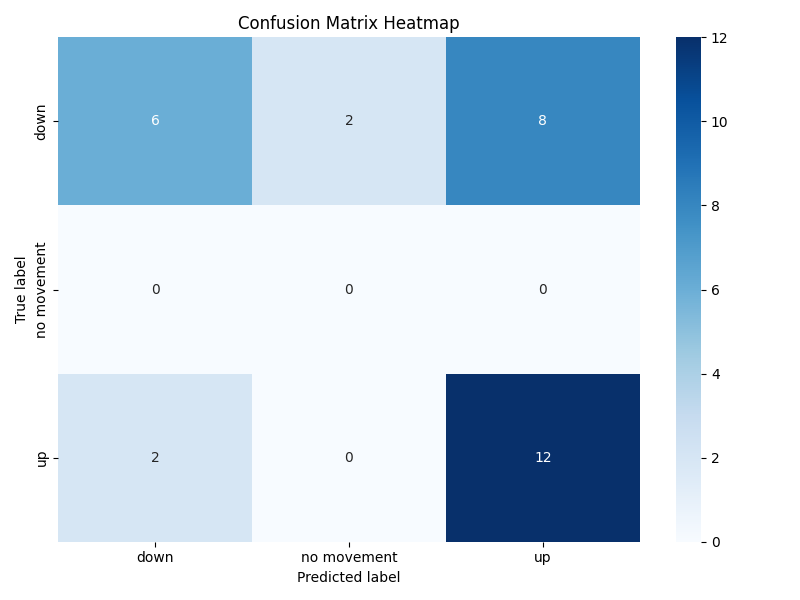 Confusion Matrix Heatmap
True label
down
6 2 8
no movement
0 0 0
up
2 0 12
down no movement up
Predicted label
12
10
8
6
4
2
0